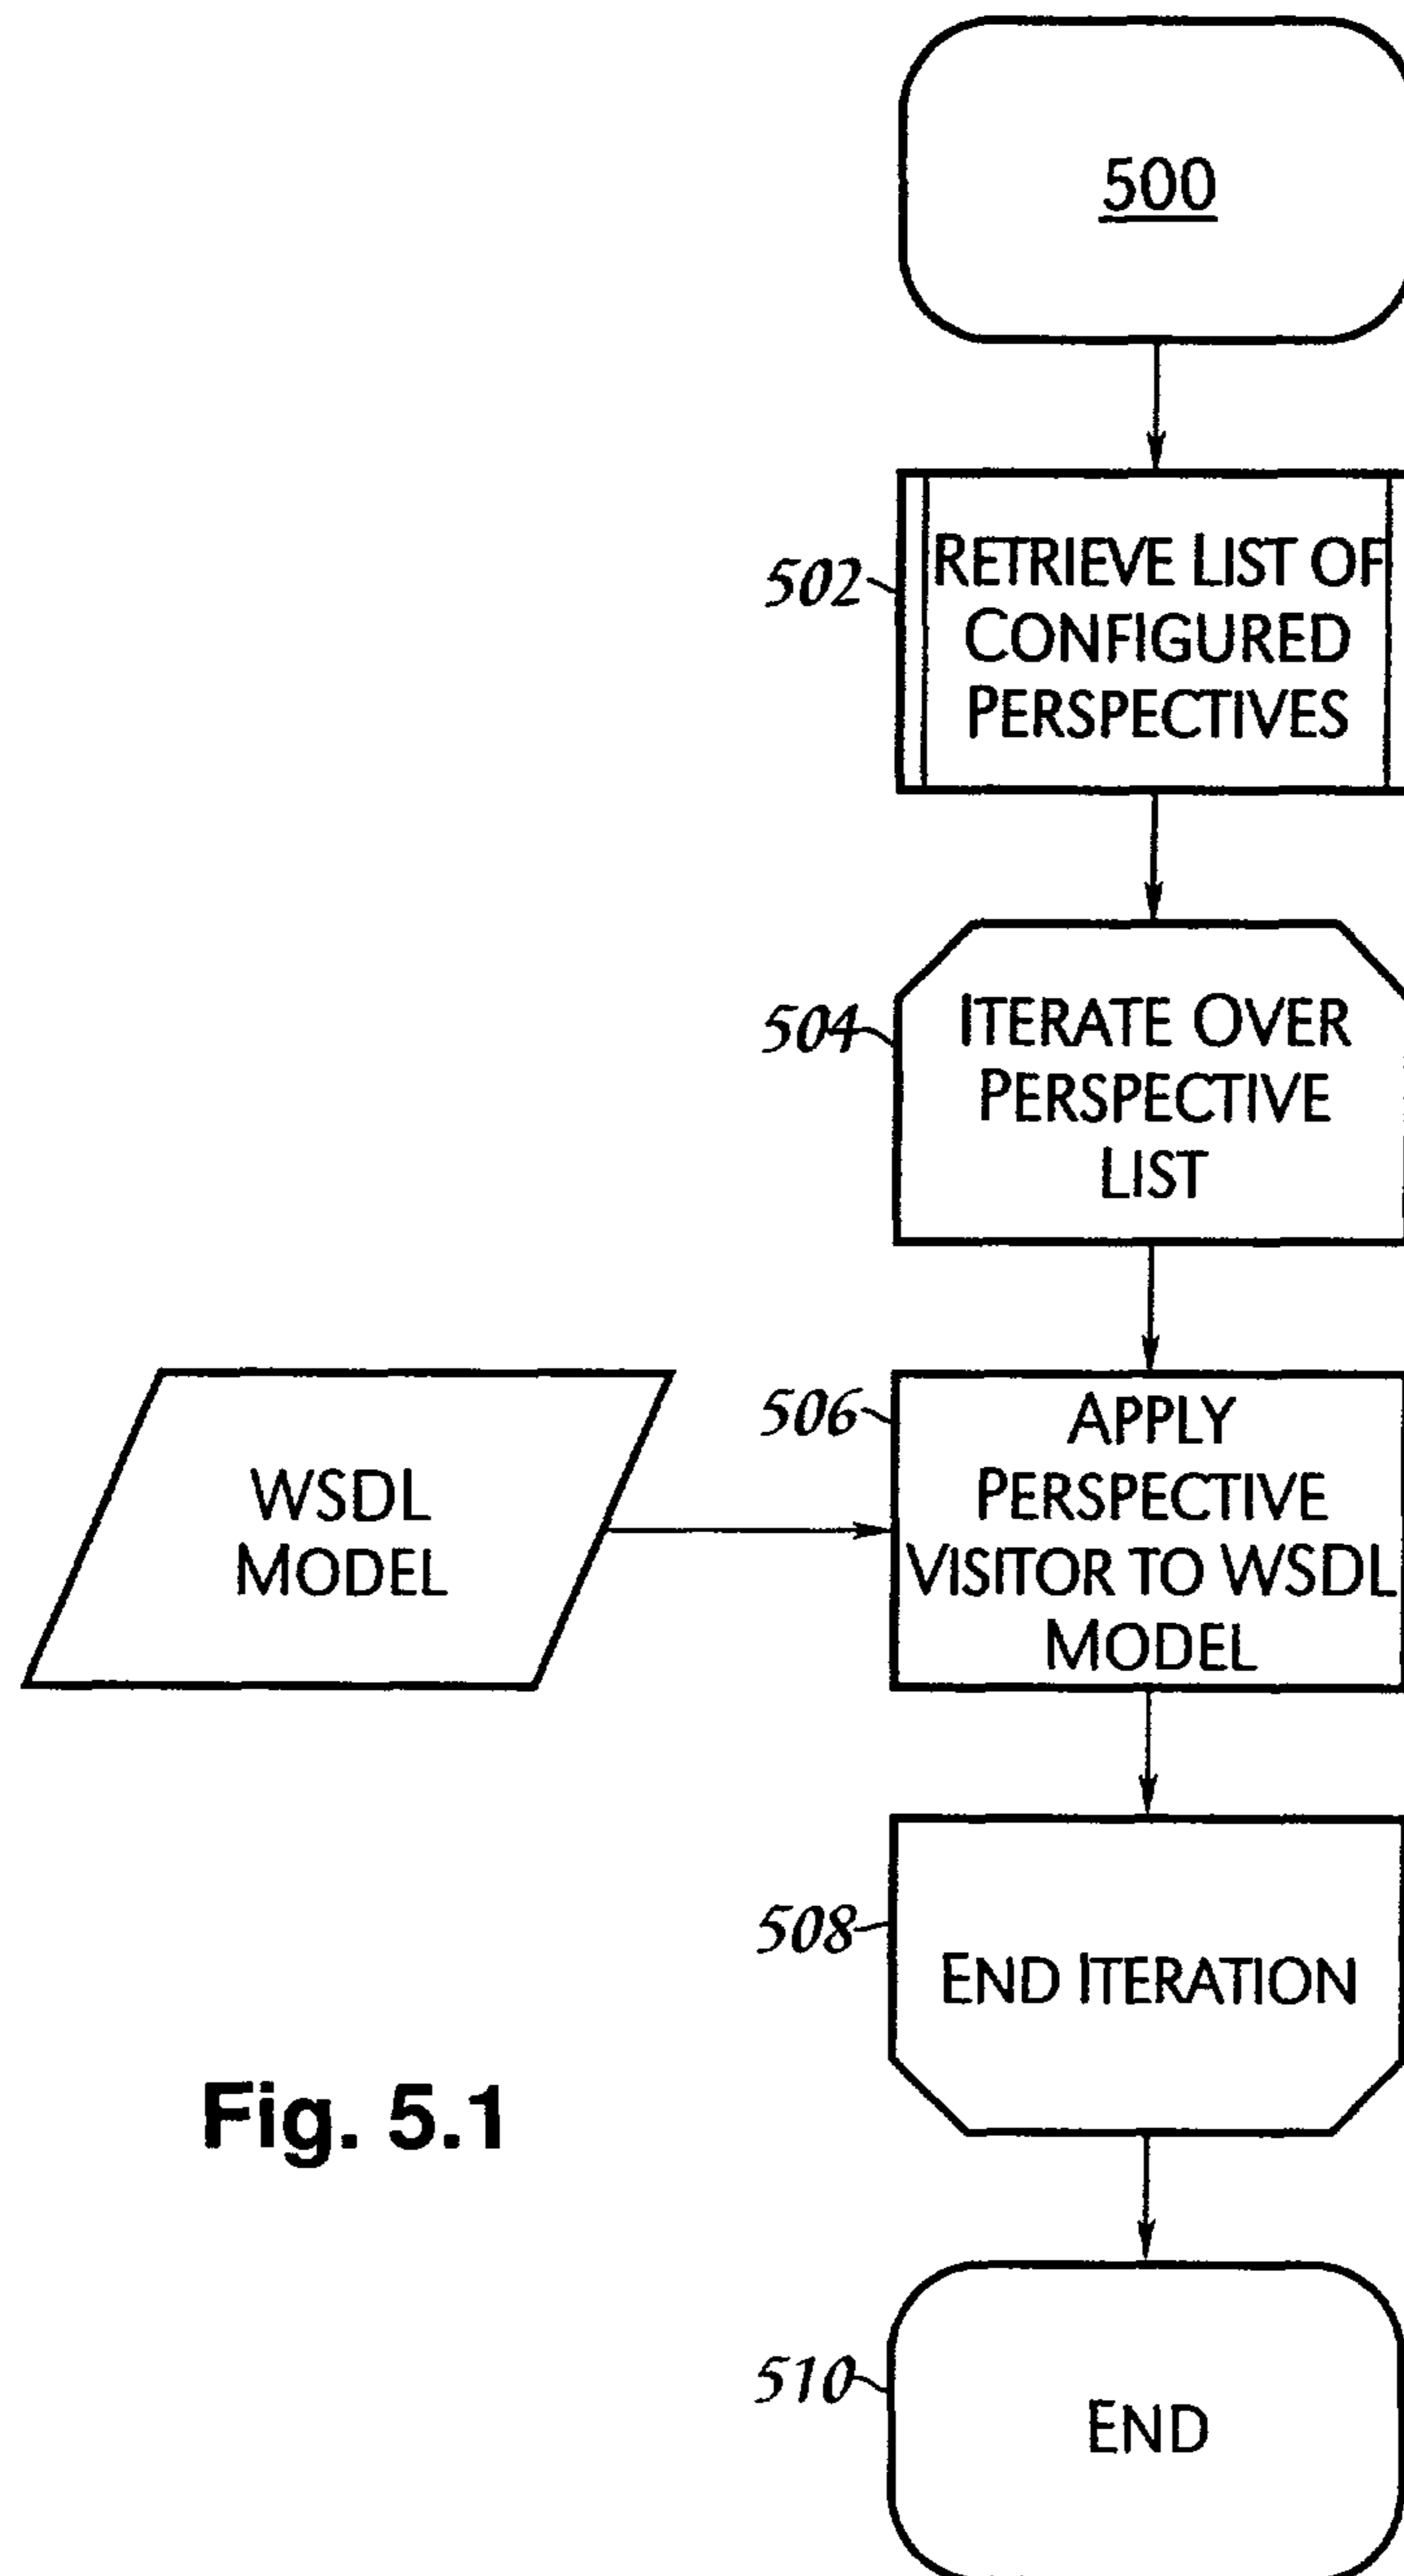 500
502
RETRIEVE LIST OF
CONFIGURED
PERSPECTIVES
504
ITERATE OVER
PERSPECTIVE
LIST
WSDL
MODEL
506
APPLY
PERSPECTIVE
VISITOR TO WSDL
MODEL
508
END ITERATION
Fig. 5.1
510
END